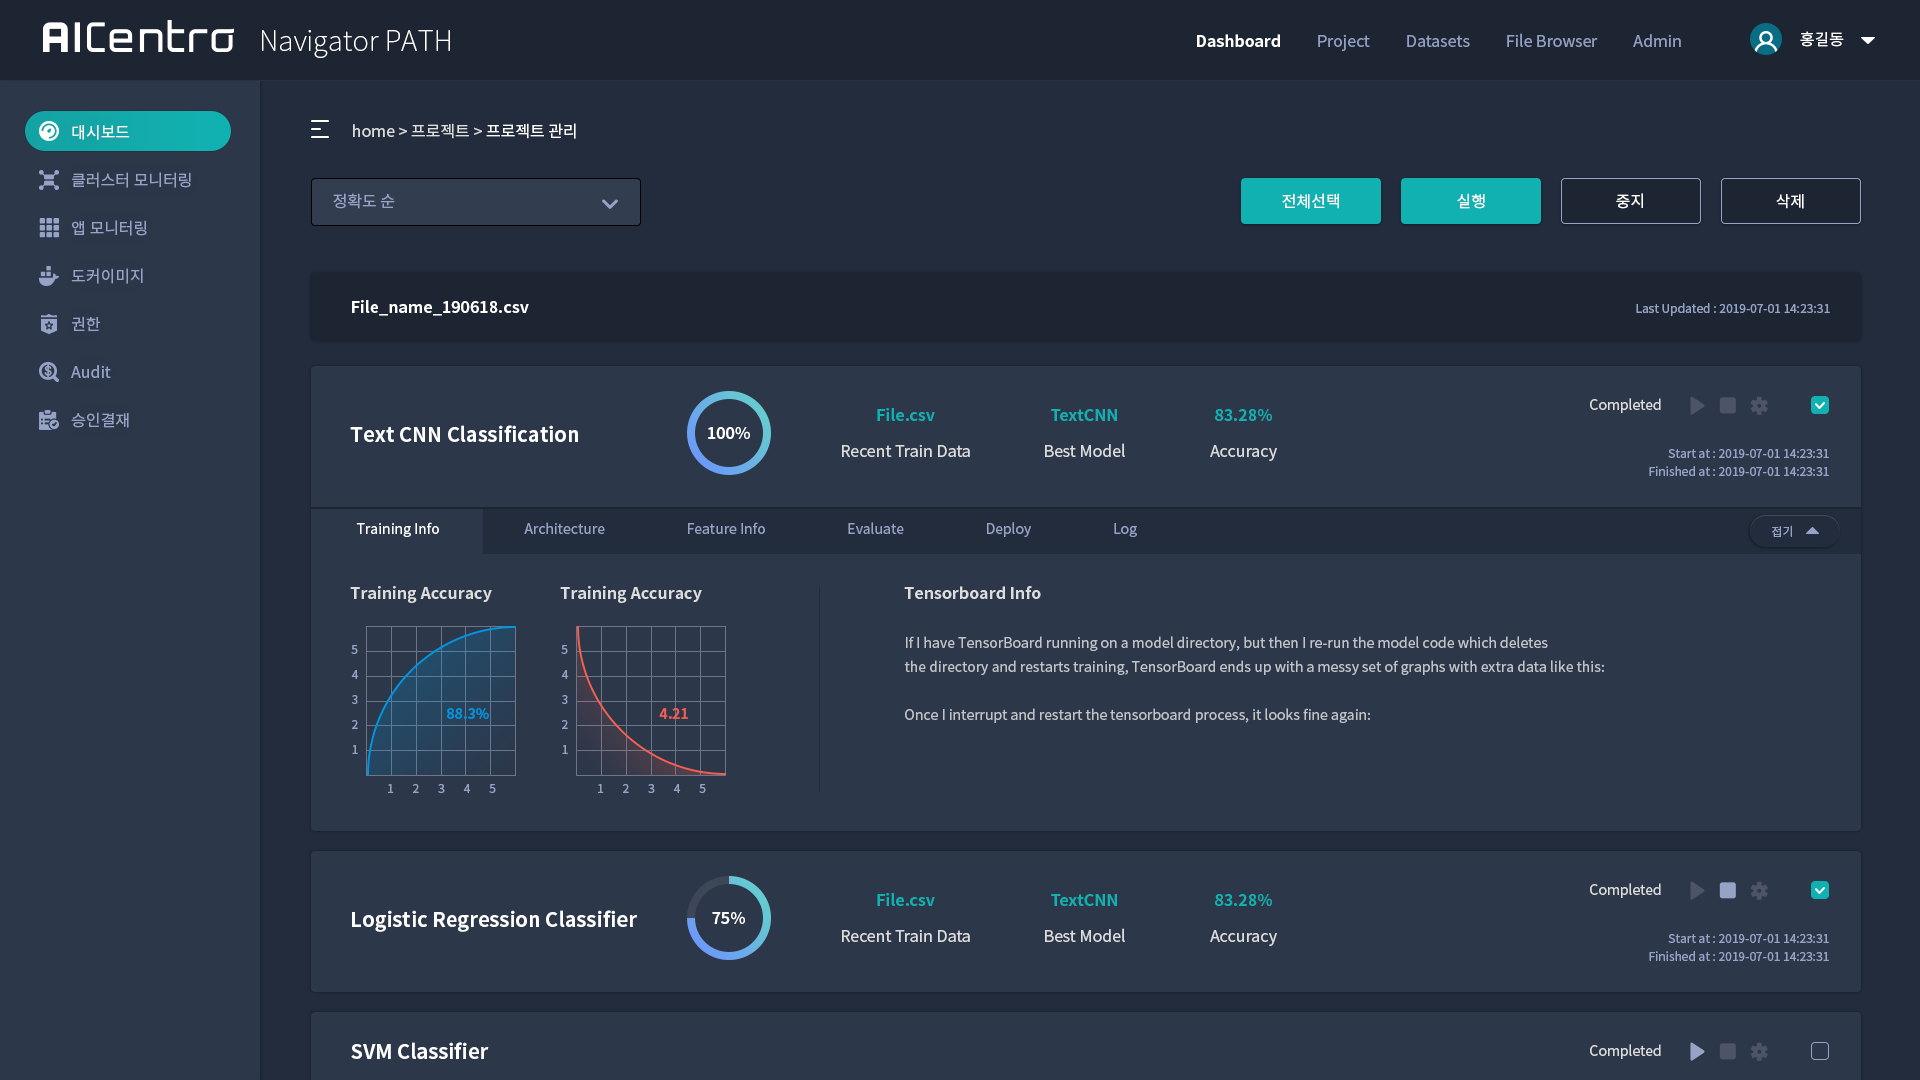 AICentro Navigator PATH
Dashboard Project Datasets File Browser Admin 홍길동
대시보드
클러스터 모니터링
앱 모니터링
도커이미지
권한
Audit
승인결재
home > 프로젝트 > 프로젝트 관리
정확도 순
전체선택 실행 중지 삭제
File_name_190618.csv
Last Updated : 2019-07-01 14:23:31
Text CNN Classification
100%
File.csv
Recent Train Data
TextCNN
Best Model
83.28%
Accuracy
Completed
Start at : 2019-07-01 14:23:31
Finished at : 2019-07-01 14:23:31
Training Info Architecture Feature Info Evaluate Deploy Log 접기
Training Accuracy
5
4
3
2
1
88.3%
1 2 3 4 5
Training Accuracy
5
4
3
2
1
4.21
1 2 3 4 5
Tensorboard Info
If I have TensorBoard running on a model directory, but then I re-run the model code which deletes
the directory and restarts training, TensorBoard ends up with a messy set of graphs with extra data like this:
Once I interrupt and restart the tensorboard process, it looks fine again:
Logistic Regression Classifier
75%
File.csv
Recent Train Data
TextCNN
Best Model
83.28%
Accuracy
Completed
Start at : 2019-07-01 14:23:31
Finished at : 2019-07-01 14:23:31
SVM Classifier
Completed